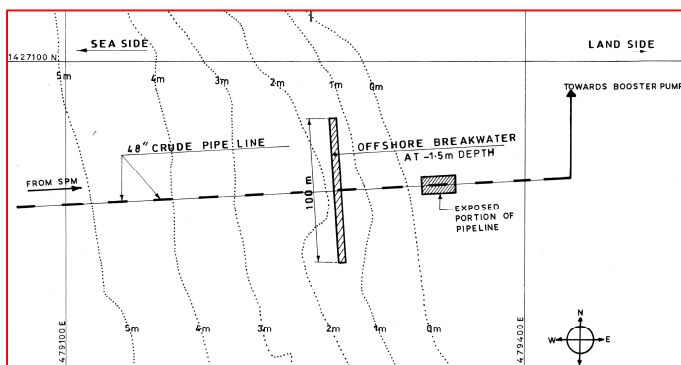 SEA SIDE
LAND SIDE
1427100 N
5m
4m
3m
2m
1m
0m
TOWARDS BOOSTER PUMP
48" CRUDE PIPE LINE
OFFSHORE BREAKWATER
AT -1·5m DEPTH
FROM SPM
100 m
EXPOSED
PORTION OF
PIPELINE
479100 E
5m
4m
3m
2m
1m
0m
479400 E
N
W
E
S